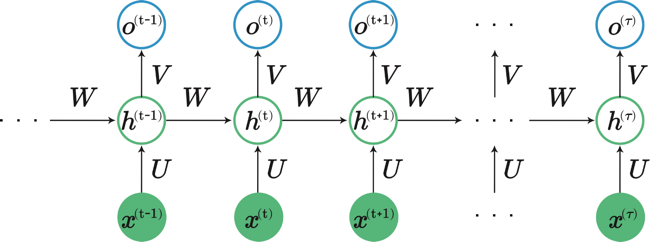 o⁽ᵗ⁻¹⁾ o⁽ᵗ⁾ o⁽ᵗ⁺¹⁾ · · · o⁽τ⁾
V V V V V
W W W W W
· · · h⁽ᵗ⁻¹⁾ h⁽ᵗ⁾ h⁽ᵗ⁺¹⁾ · · · h⁽τ⁾
U U U U U
x⁽ᵗ⁻¹⁾ x⁽ᵗ⁾ x⁽ᵗ⁺¹⁾ · · · x⁽τ⁾